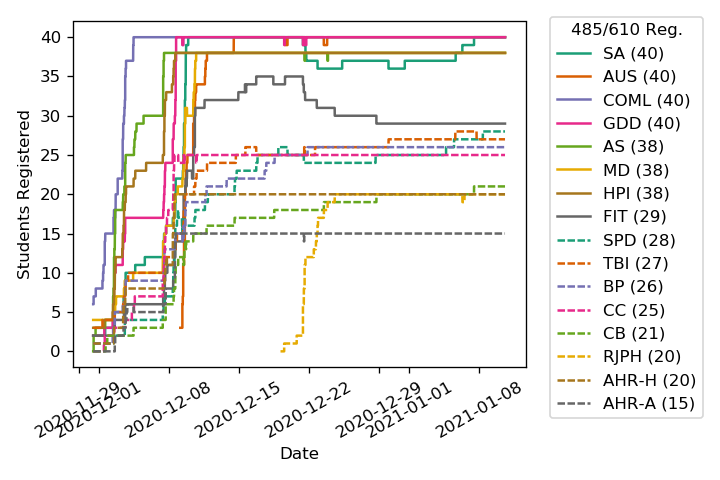 485/610 Reg.
SA (40)
AUS (40)
COML (40)
GDD (40)
AS (38)
MD (38)
HPI (38)
FIT (29)
SPD (28)
TBI (27)
BP (26)
CC (25)
CB (21)
RJPH (20)
AHR-H (20)
AHR-A (15)
Students Registered
40
35
30
25
20
15
10
5
0
2020-11-29
2020-12-01
2020-12-08
2020-12-15
2020-12-22
2020-12-29
2021-01-01
2021-01-08
Date